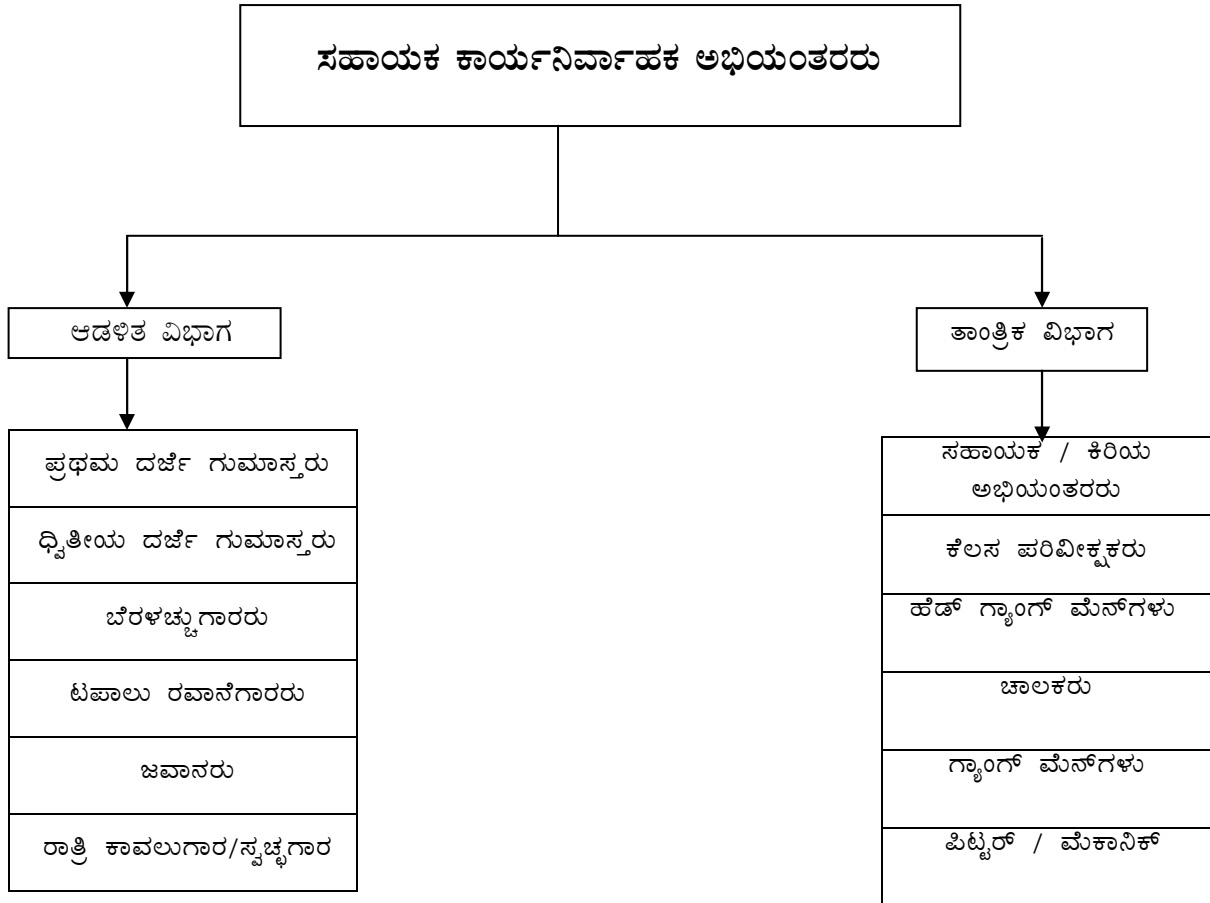 ಸಹಾಯಕ ಕಾರ್ಯನಿರ್ವಾಹಕ ಅಭಿಯಂತರರು
ಆಡಳಿತ ವಿಭಾಗ
ತಾಂತ್ರಿಕ ವಿಭಾಗ
ಪ್ರಥಮ ದರ್ಜೆ ಗುಮಾಸ್ತರು
ಧ್ವಿತೀಯ ದರ್ಜೆ ಗುಮಾಸ್ತರು
ಬೆರಳಚ್ಚುಗಾರರು
ಟಪಾಲು ರವಾನೆಗಾರರು
ಜವಾನರು
ರಾತ್ರಿ ಕಾವಲುಗಾರ/ಸ್ವಚ್ಛಗಾರ
ಸಹಾಯಕ / ಕಿರಿಯ
ಅಭಿಯಂತರರು
ಕೆಲಸ ಪರಿವೀಕ್ಷಕರು
ಹೆಡ್ ಗ್ಯಾಂಗ್ ಮೆನ್‌ಗಳು
ಚಾಲಕರು
ಗ್ಯಾಂಗ್ ಮೆನ್‌ಗಳು
ಪಿಟ್ಟರ್ / ಮೆಕಾನಿಕ್